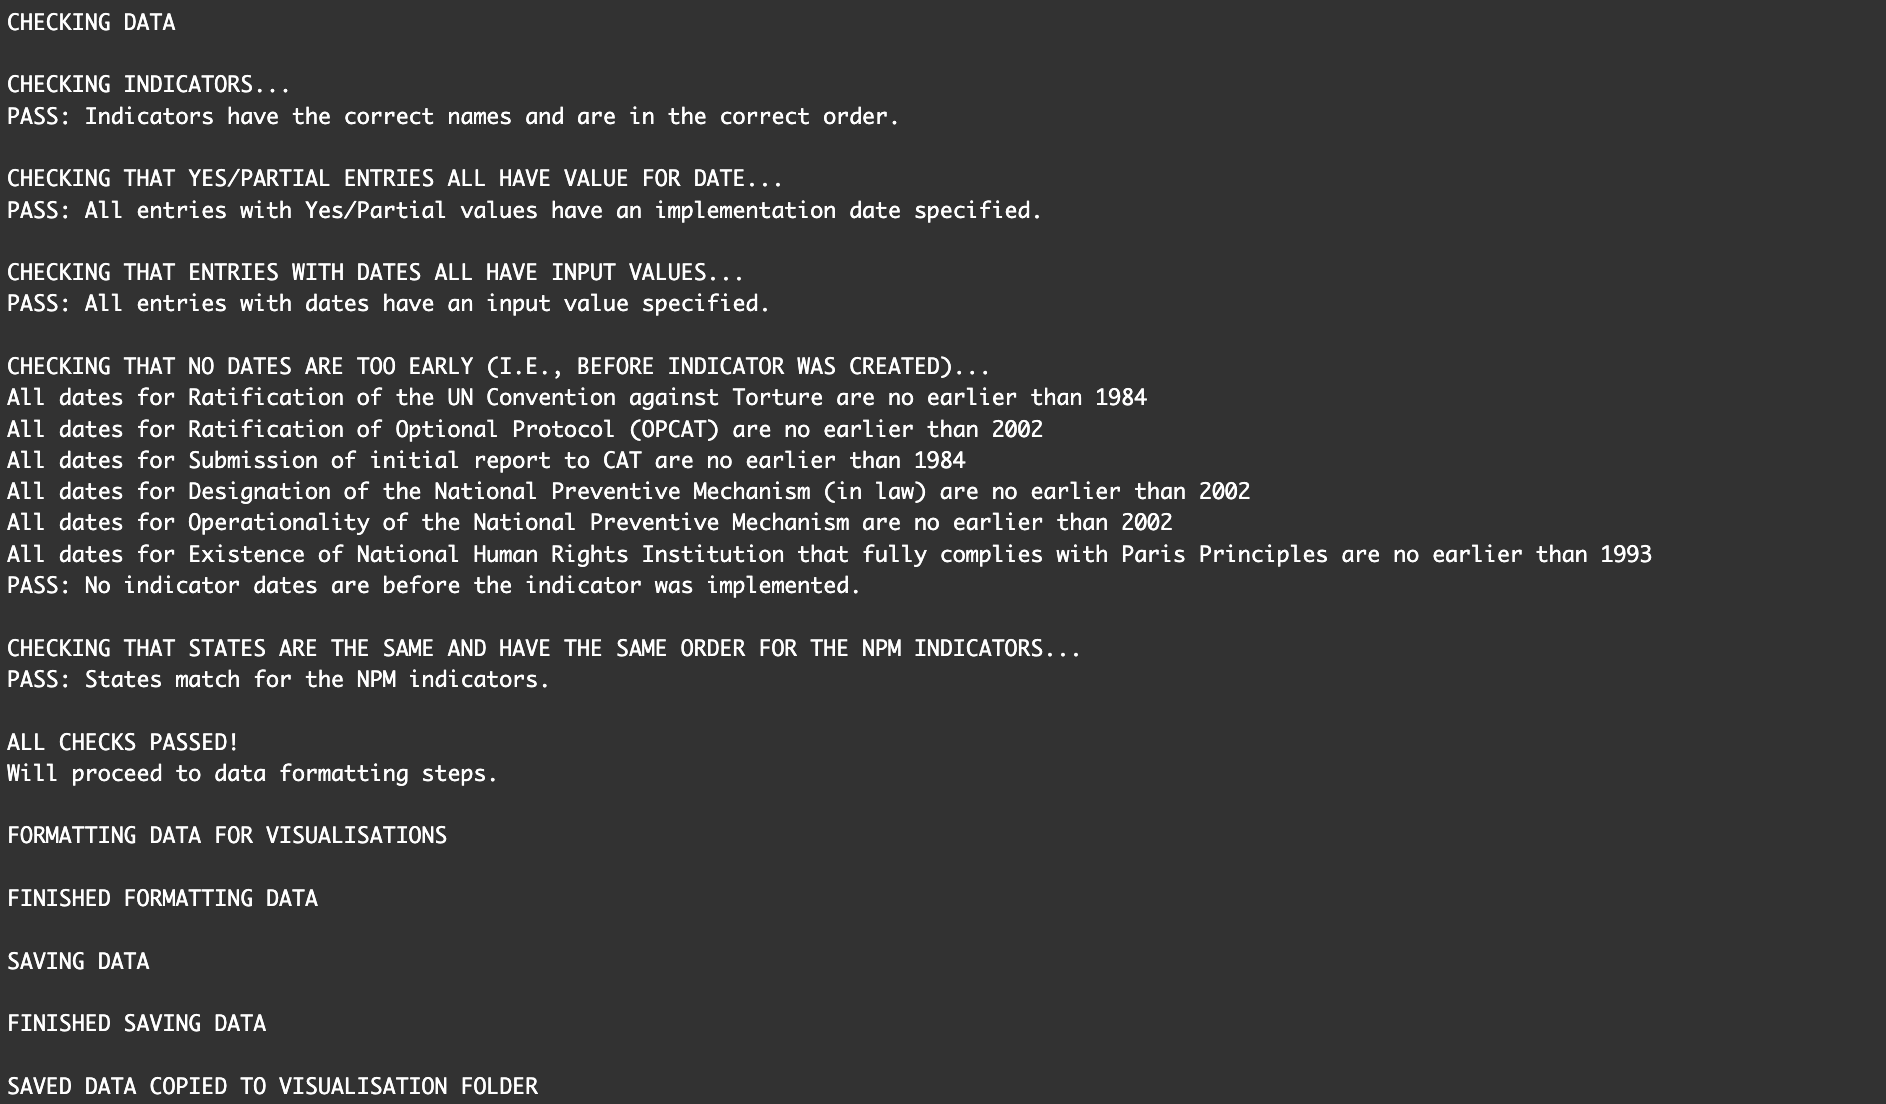 CHECKING DATA
CHECKING INDICATORS...
PASS: Indicators have the correct names and are in the correct order.
CHECKING THAT YES/PARTIAL ENTRIES ALL HAVE VALUE FOR DATE...
PASS: All entries with Yes/Partial values have an implementation date specified.
CHECKING THAT ENTRIES WITH DATES ALL HAVE INPUT VALUES...
PASS: All entries with dates have an input value specified.
CHECKING THAT NO DATES ARE TOO EARLY (I.E., BEFORE INDICATOR WAS CREATED)...
All dates for Ratification of the UN Convention against Torture are no earlier than 1984
All dates for Ratification of Optional Protocol (OPCAT) are no earlier than 2002
All dates for Submission of initial report to CAT are no earlier than 1984
All dates for Designation of the National Preventive Mechanism (in law) are no earlier than 2002
All dates for Operationality of the National Preventive Mechanism are no earlier than 2002
All dates for Existence of National Human Rights Institution that fully complies with Paris Principles are no earlier than 1993
PASS: No indicator dates are before the indicator was implemented.
CHECKING THAT STATES ARE THE SAME AND HAVE THE SAME ORDER FOR THE NPM INDICATORS...
PASS: States match for the NPM indicators.
ALL CHECKS PASSED!
Will proceed to data formatting steps.
FORMATTING DATA FOR VISUALISATIONS
FINISHED FORMATTING DATA
SAVING DATA
FINISHED SAVING DATA
SAVED DATA COPIED TO VISUALISATION FOLDER